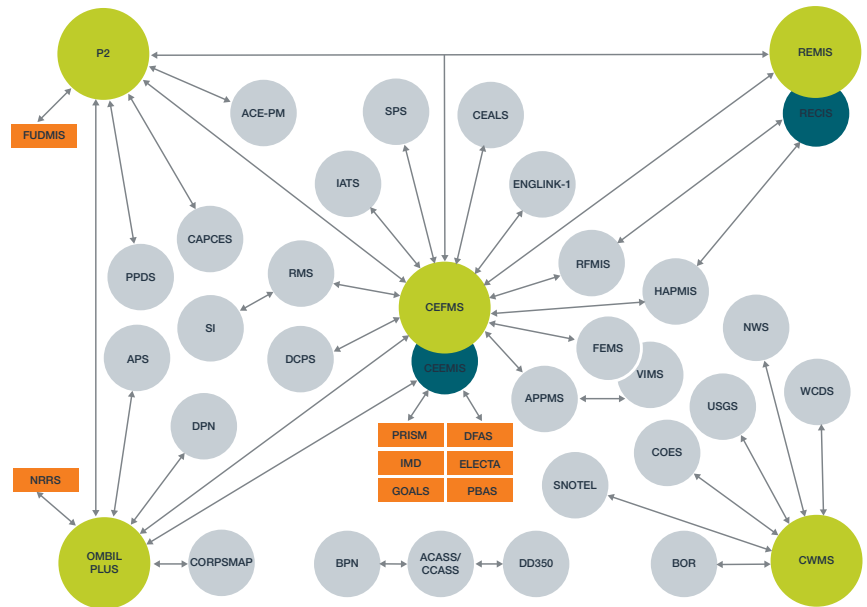 P2
REMIS
ACE-PM
SPS
CEALS
RECIS
FUDMIS
IATS
ENGLINK-1
CAPCES
PPDS
RMS
RFMIS
HAPMIS
CEFMS
SI
NWS
DCPS
FEMS
APS
CEEMIS
VIMS
APPMS
WCDS
USGS
DPN
PRISM
DFAS
COES
IMD
ELECTA
NRRS
SNOTEL
GOALS
PBAS
OMBIL
PLUS
CORPSMAP
BPN
ACASS/
CCASS
DD350
BOR
CWMS